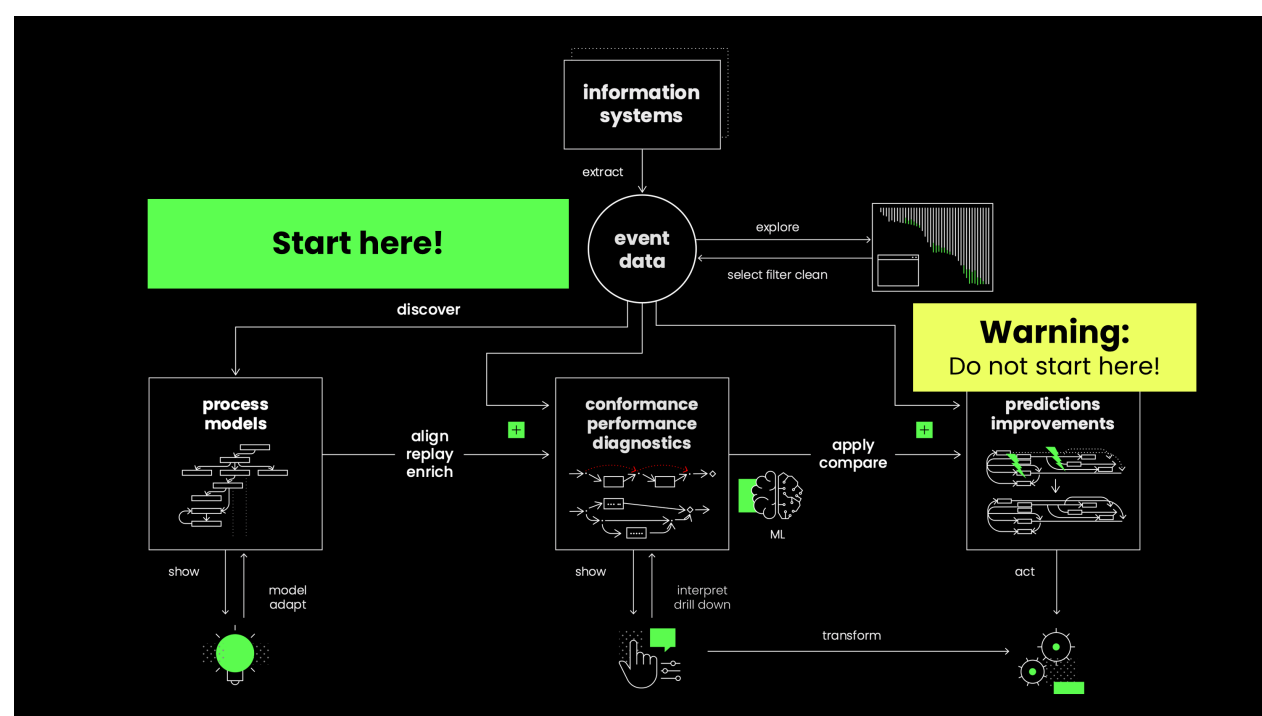 information
systems
extract
Start here!
event
data
explore
select filter clean
discover
Warning:
Do not start here!
process
models
align
replay
enrich
conformance
performance
diagnostics
apply
compare
predictions
improvements
ML
show
model
adapt
show
interpret
drill down
act
transform